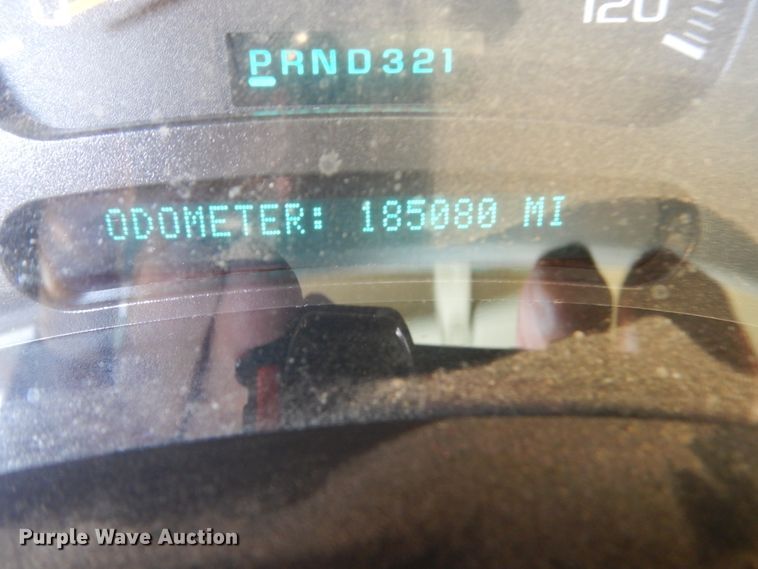 120
PRND321
ODOMETER: 185080 MI
Purple Wave Auction